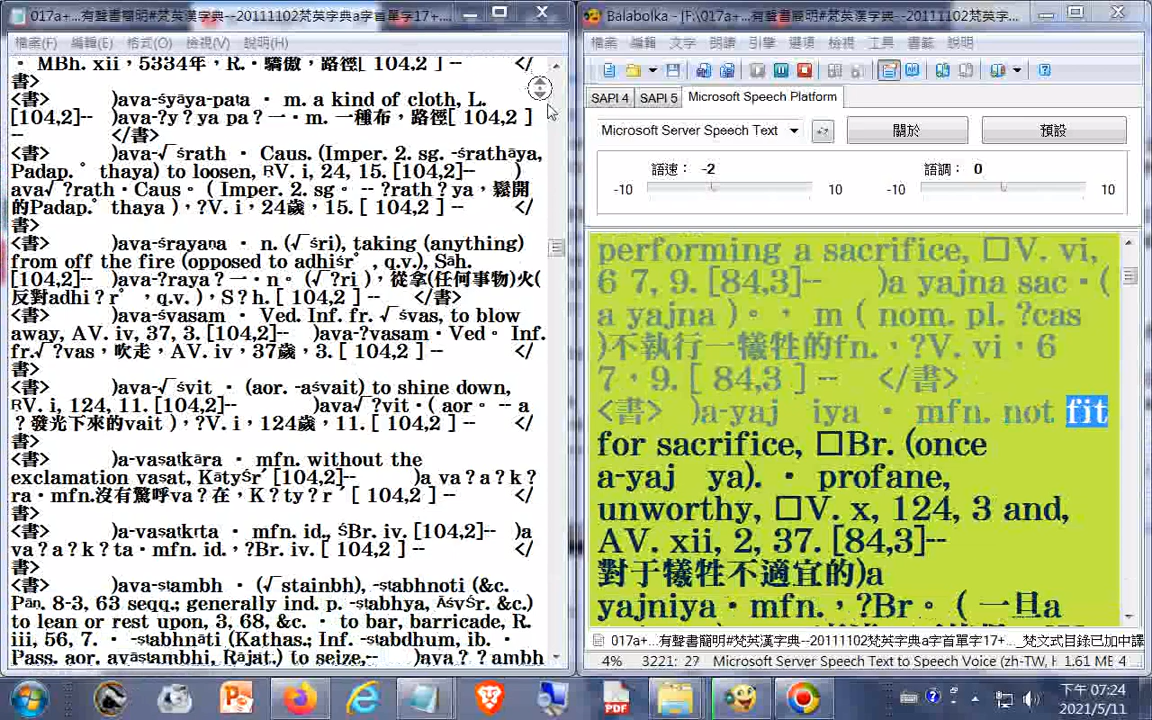 017a+...有聲書簡明#梵英漢字典--20111102梵英字典a字首單字17+...
檔案(F) 編輯(E) 格式(O) 檢視(V) 說明(H)
• MBh. xii, 5334年, R.・驕傲,路徑[ 104,2 ] -- </
書>
<書> )ava-śyāya-paṭa • m. a kind of cloth, L.
[104,2]-- )ava-?y?ya pa?一・m. 一種布,路徑[ 104,2 ]
-- </書>
<書> )ava-√śrath • Caus. (Imper. 2. sg. -śrathāya,
Padap. ° thaya) to loosen, RV. i, 24, 15. [104,2]-- )
ava√?rath・Caus。( Imper. 2. sg。 -- ?rath?ya,鬆開
的Padap.° thaya ),?V. i,24歲,15. [ 104,2 ] -- </
書>
<書> )ava-śrayaṇa • n. (√śri), taking (anything)
from off the fire (opposed to adhiśr° , q.v.), Sāh.
[104,2]-- )ava-?raya?一・n。(√?ri ),從拿(任何事物)火(
反對adhi?r° ,q.v.),S?h. [ 104,2 ] -- </書>
<書> )ava-śvasam • Ved. Inf. fr. √śvas, to blow
away, AV. iv, 37, 3. [104,2]-- )ava-?vasam・Ved。 Inf.
fr.√?vas,吹走,AV. iv,37歲,3. [ 104,2 ] -- </
書>
<書> )ava-√śvit • (aor. -aśvait) to shine down,
RV. i, 124, 11. [104,2]-- )ava√?vit・( aor。 -- a
?發光下來的vait ),?V. i,124歲,11. [ 104,2 ] -- </
書>
<書> )a-vaṣaṭkāra • mfn. without the
exclamation vaṣaṭ, KātyŚr´ [104,2]-- )a va?a?k?
ra・mfn.沒有驚呼va?在,K?ty?r´ [ 104,2 ] -- </
書>
<書> )a-vaṣaṭkṛta • mfn. id., ŚBr. iv. [104,2]-- )a
va?a?k?ta・mfn. id.,?Br. iv. [ 104,2 ] -- </
書>
<書> )ava-ṣṭambh • (√stainbh), -ṣṭabhnoti (&c.
Pāṇ. 8-3, 63 seqq.; generally ind. p. -ṣṭabhya, ĀśvŚr. &c.)
to lean or rest upon, 3, 68, &c. • to bar, barricade, R.
iii, 56, 7. • -ṣṭabhnāti (Kathās.; Inf. -ṣṭabdhum, ib. •
Pass. aor. avāṣṭambhi, Rājat.) to seize, )ava??ambh
Balabolka - [F:\017a+...有聲書簡明#梵英漢字典--20111102梵英字...
檔案 編輯 文字 朗讀 引擎 選項 檢視 工具 書籤 說明
SAPI 4 SAPI 5 Microsoft Speech Platform
Microsoft Server Speech Text 關於 預設
語速: -2 語調: 0
-10 10 -10 10
performing a sacrifice, □V. vi,
6 7, 9. [84,3]-- )a yajna sac・(
a yajna )。・, m ( nom. pl. ?cas
)不執行一犧牲的fn.,?V. vi,6
7,9. [ 84,3 ] -- </書>
<書> )a-yaj iya • mfn. not fit
for sacrifice, □Br. (once
a-yaj ya). • profane,
unworthy, □V. x, 124, 3 and,
AV. xii, 2, 37. [84,3]--
對于犧牲不適宜的)a
yajniya・mfn.,?Br。(一旦a
017a+...有聲書簡明#梵英漢字典--20111102梵英字典a字首單字17+..._梵文式目錄已加中譯
4% 3221: 27 Microsoft Server Speech Text to Speech Voice (zh-TW, H 1.61 MB 4
下午 07:24
2021/5/11